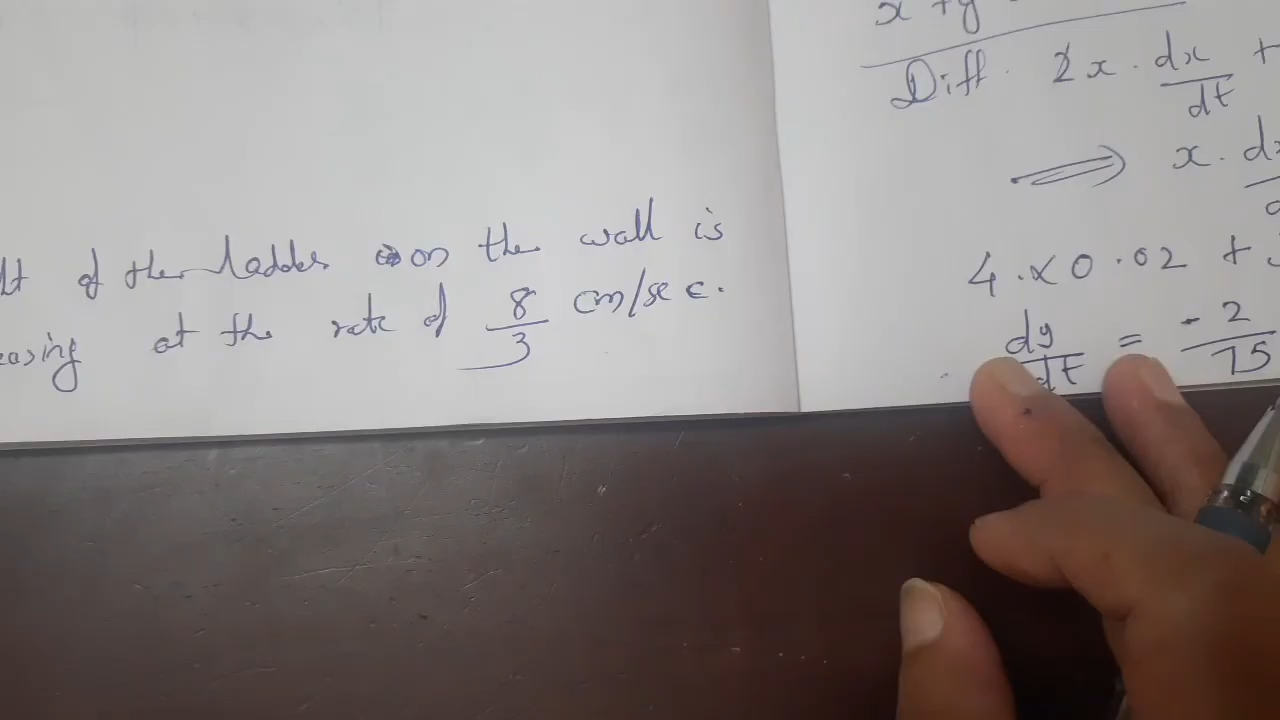 of the ladder on the wall is
at the rate of 8/3 cm/sec.
x + y
Diff. 2x . dx/dt +
⟹ x .
4 . x 0.02 +
dy/dt = -2/75